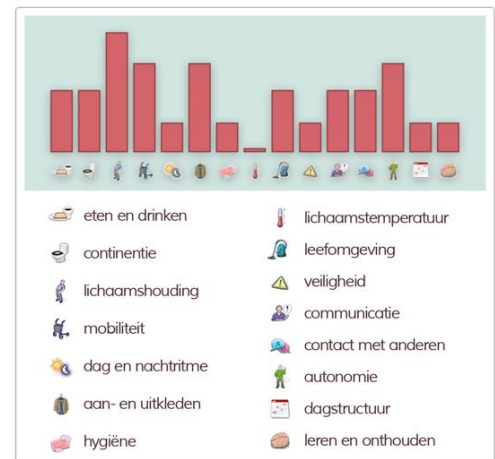 eten en drinken
continentie
lichaamshouding
mobiliteit
dag en nachtritme
aan- en uitkleden
hygiëne
lichaamstemperatuur
leefomgeving
veiligheid
communicatie
contact met anderen
autonomie
dagstructuur
leren en onthouden